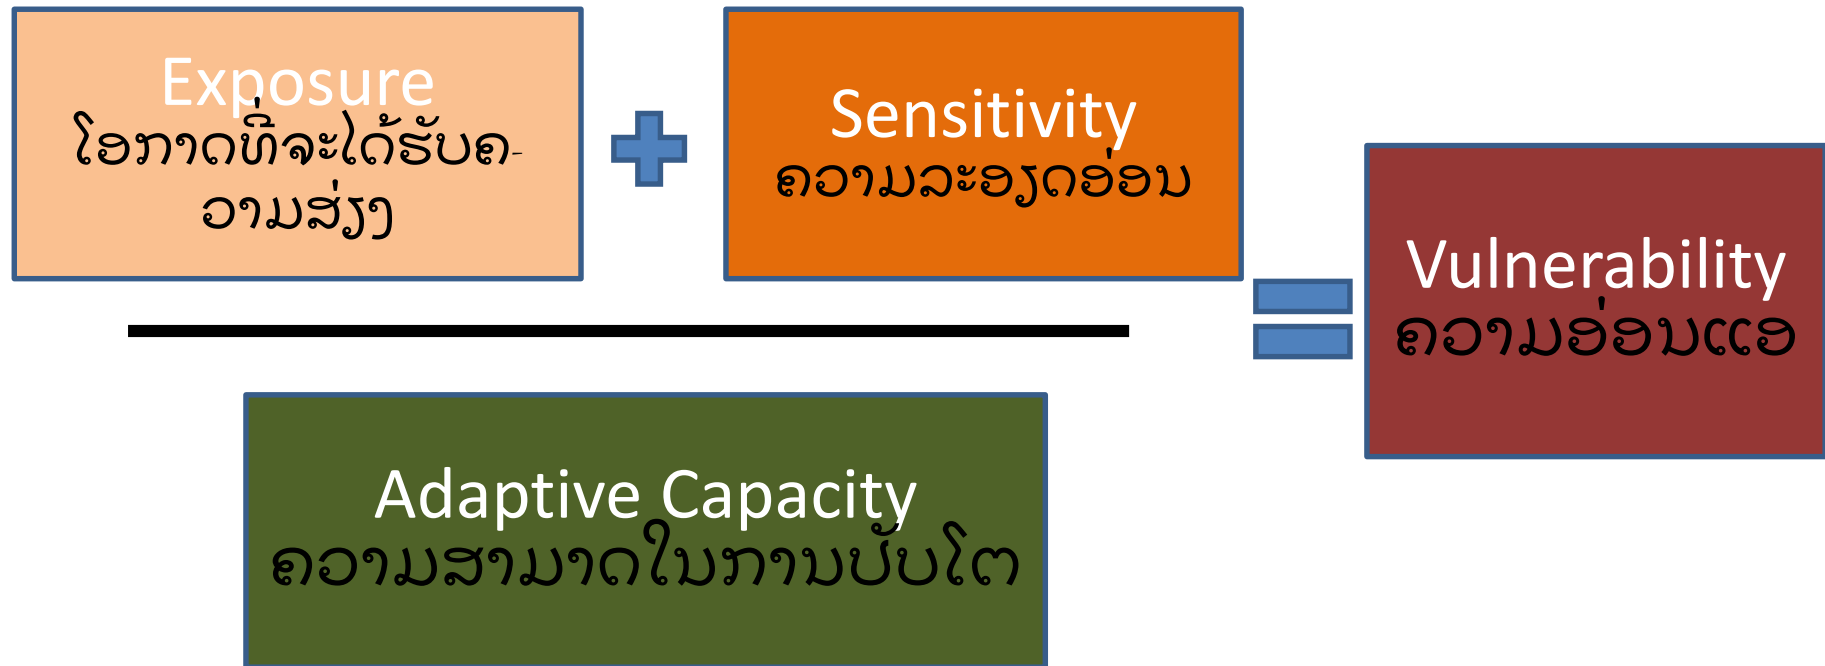 Exposure
ໂອກາດທີ່ຈະໄດ້ຮັບຄ-
ວາມສ່ຽງ
Sensitivity
ຄວາມລະອຽດອ່ອນ
Vulnerability
ຄວາມອ່ອນແອ
Adaptive Capacity
ຄວາມສາມາດໃນການປັບໂຕ